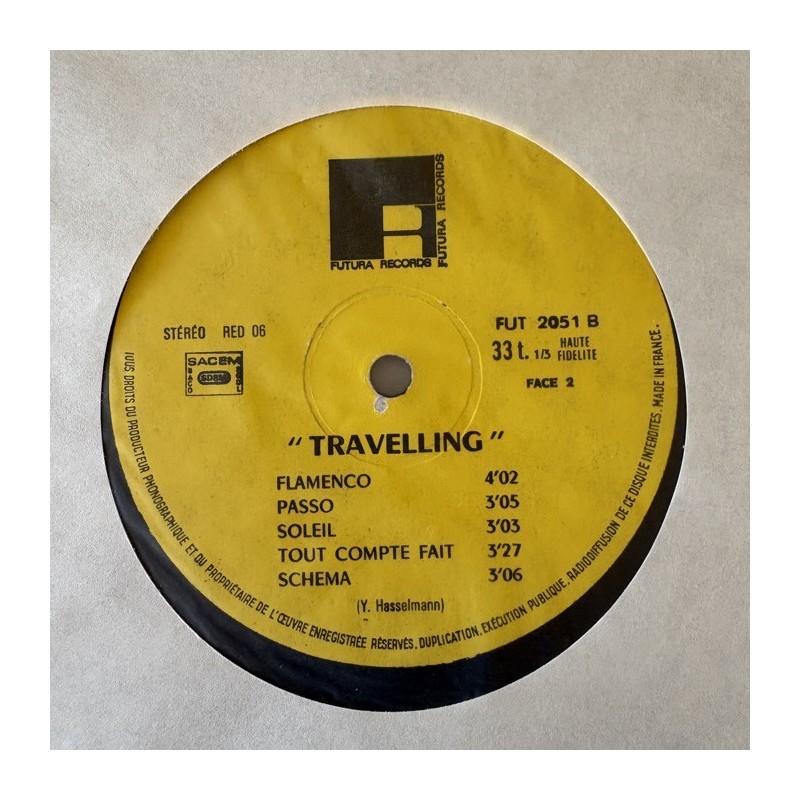 FUTURA RECORDS
FUTURA RECORDS
STÉRÉO RED 06
FUT 2051 B
33 t. 1/3 HAUTE FIDELITE
SACEM
SDRM
FACE 2
" TRAVELLING "
FLAMENCO 4'02
PASSO 3'05
SOLEIL 3'03
TOUT COMPTE FAIT 3'27
SCHEMA 3'06
(Y. Hasselmann)
TOUS DROITS DU PRODUCTEUR PHONOGRAPHIQUE ET DU PROPRIÉTAIRE DE L'ŒUVRE ENREGISTRÉE RÉSERVÉS. DUPLICATION. EXÉCUTION PUBLIQUE. RADIODIFFUSION DE CE DISQUE INTERDITES. MADE IN FRANCE.